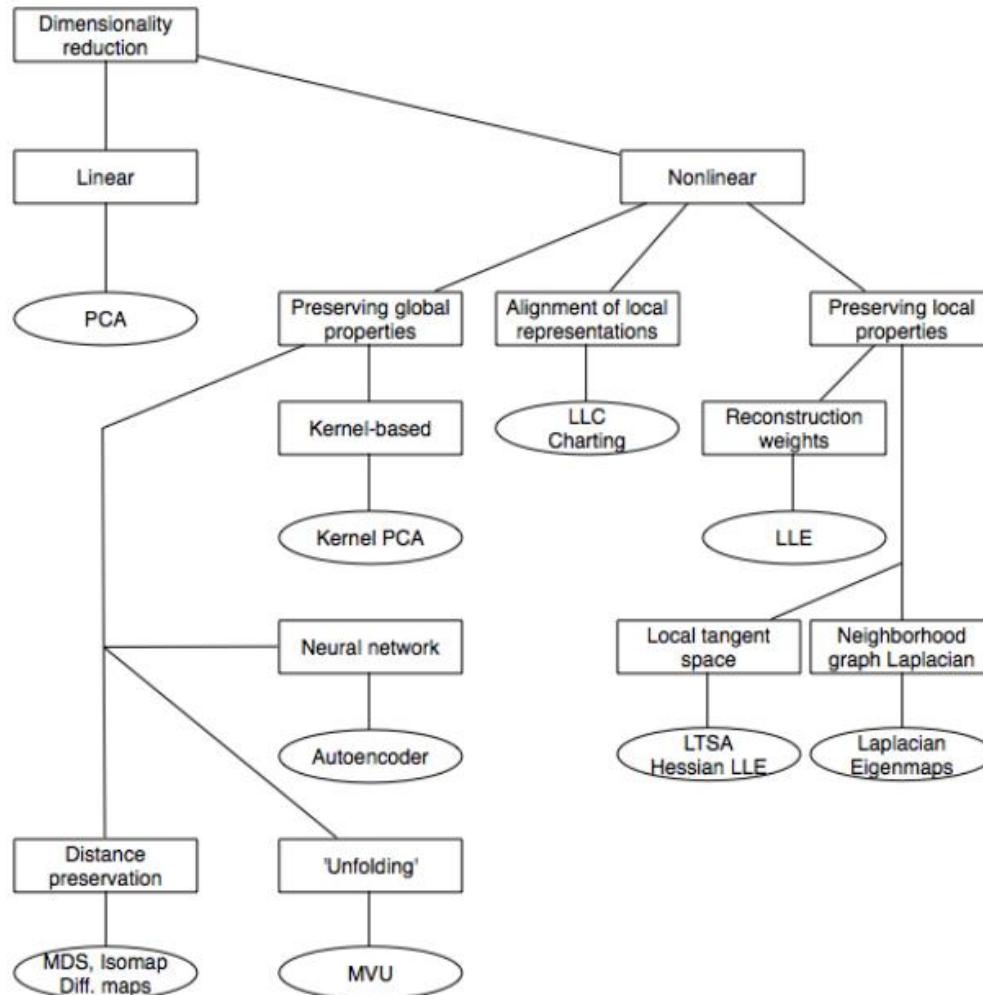 Dimensionality
reduction
Linear
Nonlinear
PCA
Preserving global
properties
Alignment of local
representations
Preserving local
properties
Kernel-based
LLC
Charting
Reconstruction
weights
Kernel PCA
LLE
Neural network
Local tangent
space
Neighborhood
graph Laplacian
Autoencoder
LTSA
Hessian LLE
Laplacian
Eigenmaps
Distance
preservation
'Unfolding'
MDS, Isomap
Diff. maps
MVU